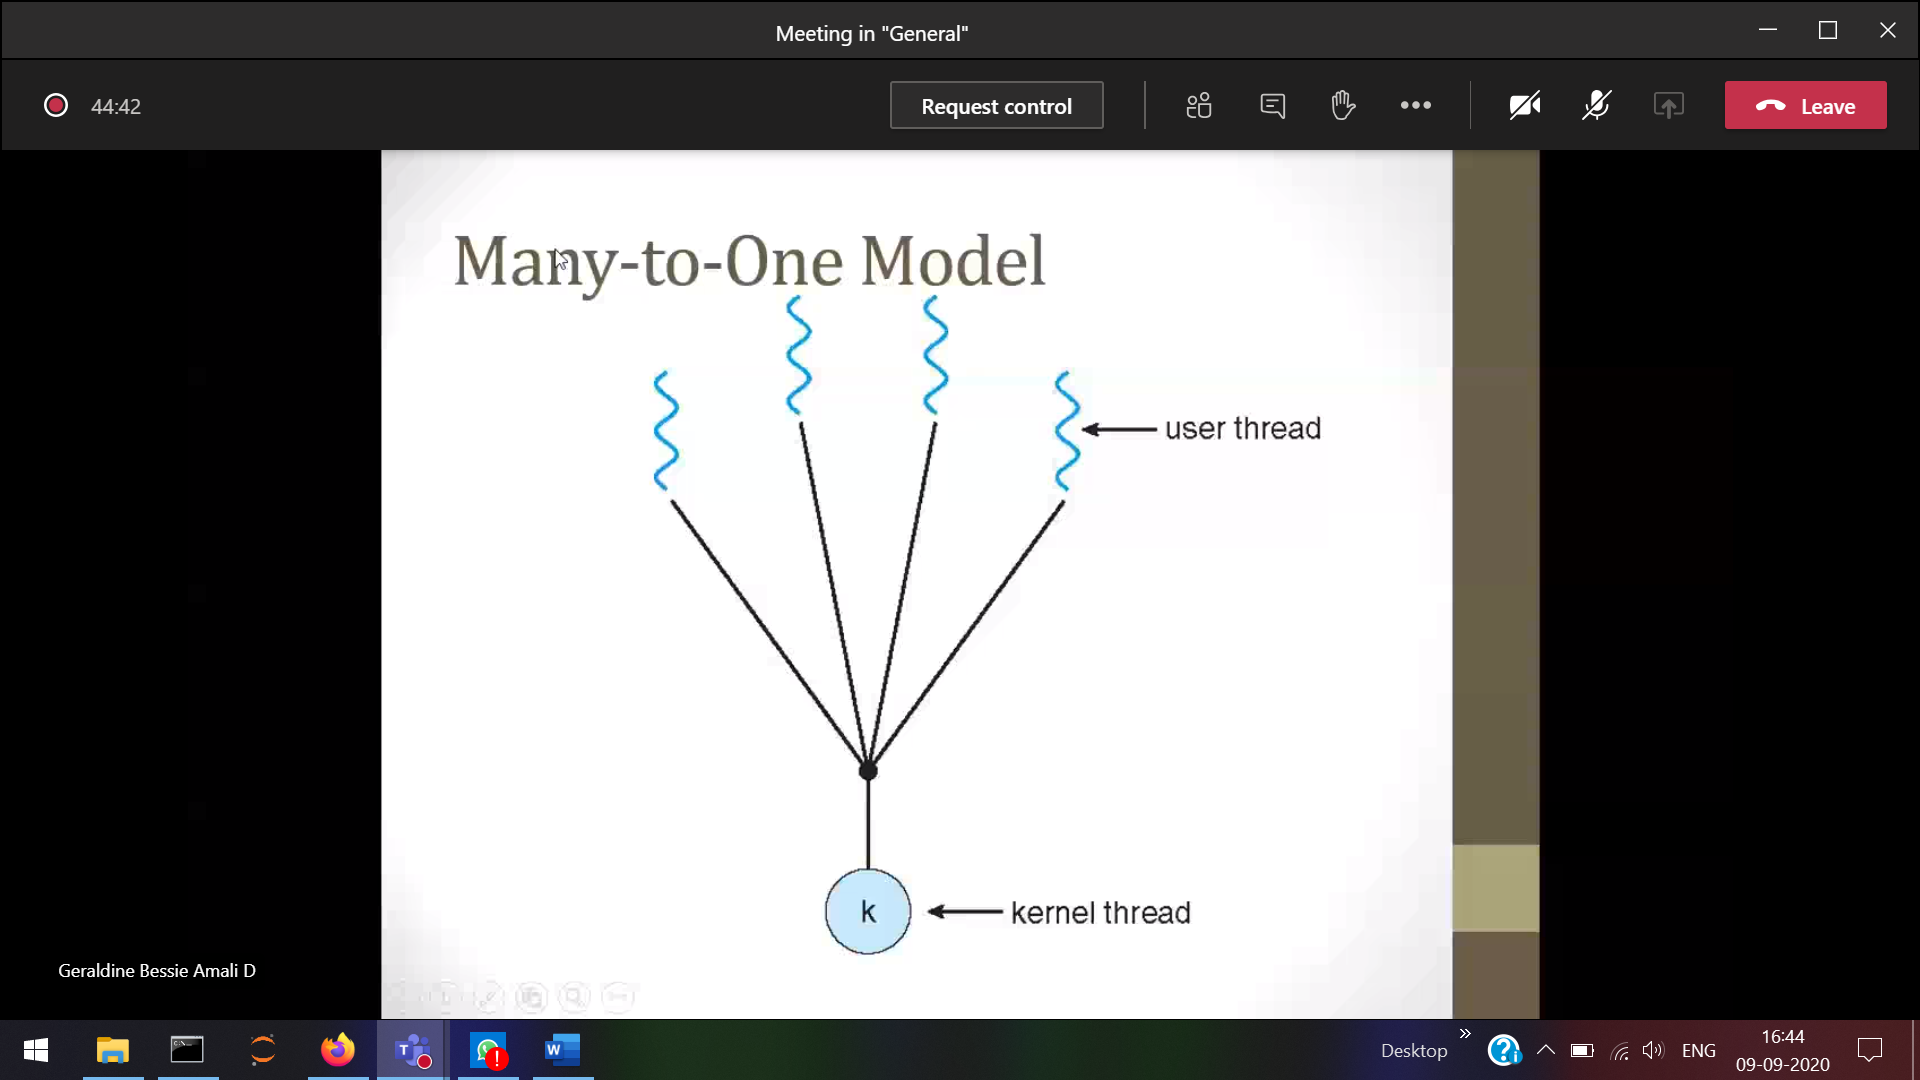 Meeting in "General"
44:42
Request control
Leave
Many-to-One Model
user thread
k
kernel thread
Geraldine Bessie Amali D
Desktop
ENG
16:44
09-09-2020